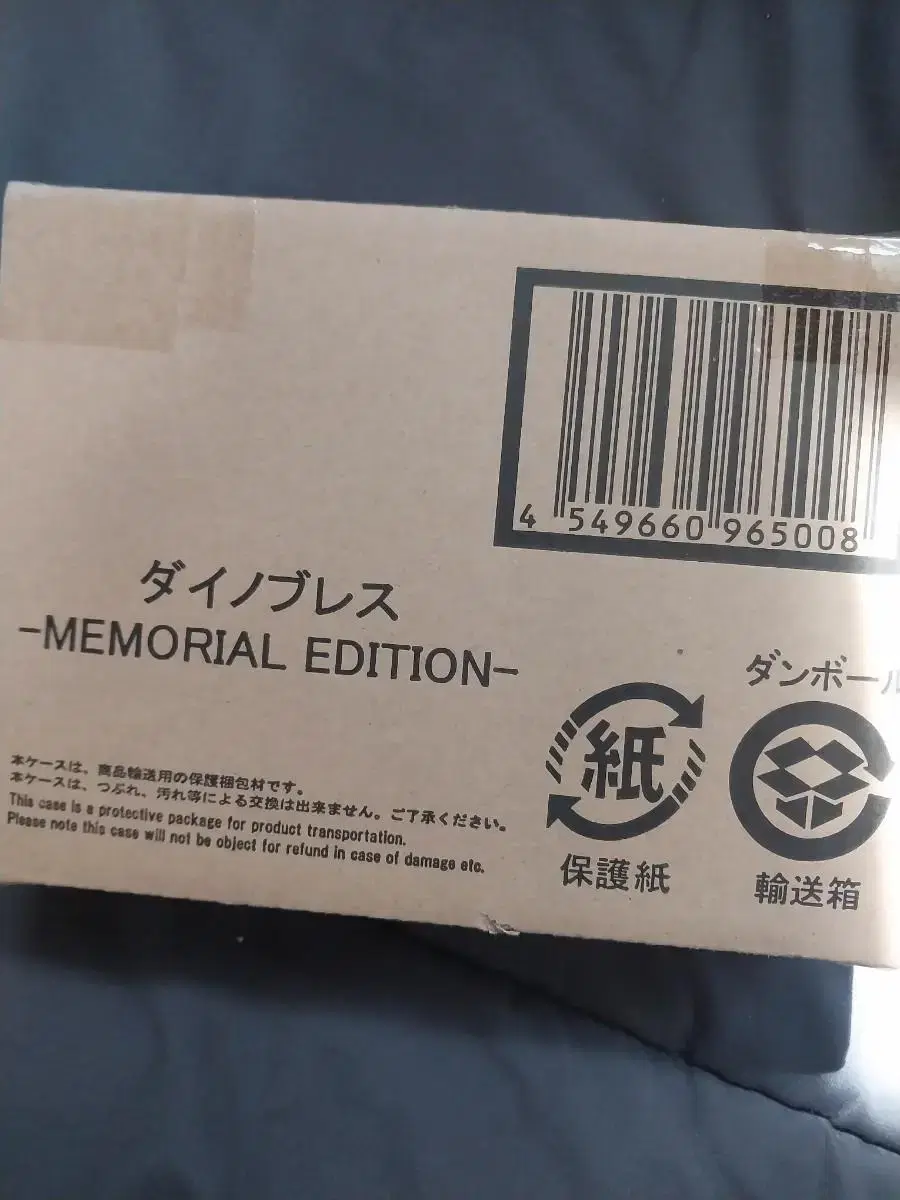 4 549660 965008
ダイノブレス
-MEMORIAL EDITION-
ダンボール
紙
保護紙
輸送箱
本ケースは、商品輸送用の保護梱包材です。
本ケースは、つぶれ、汚れ等による交換は出来ません。ご了承ください。
This case is a protective package for product transportation.
Please note this case will not be object for refund in case of damage etc.